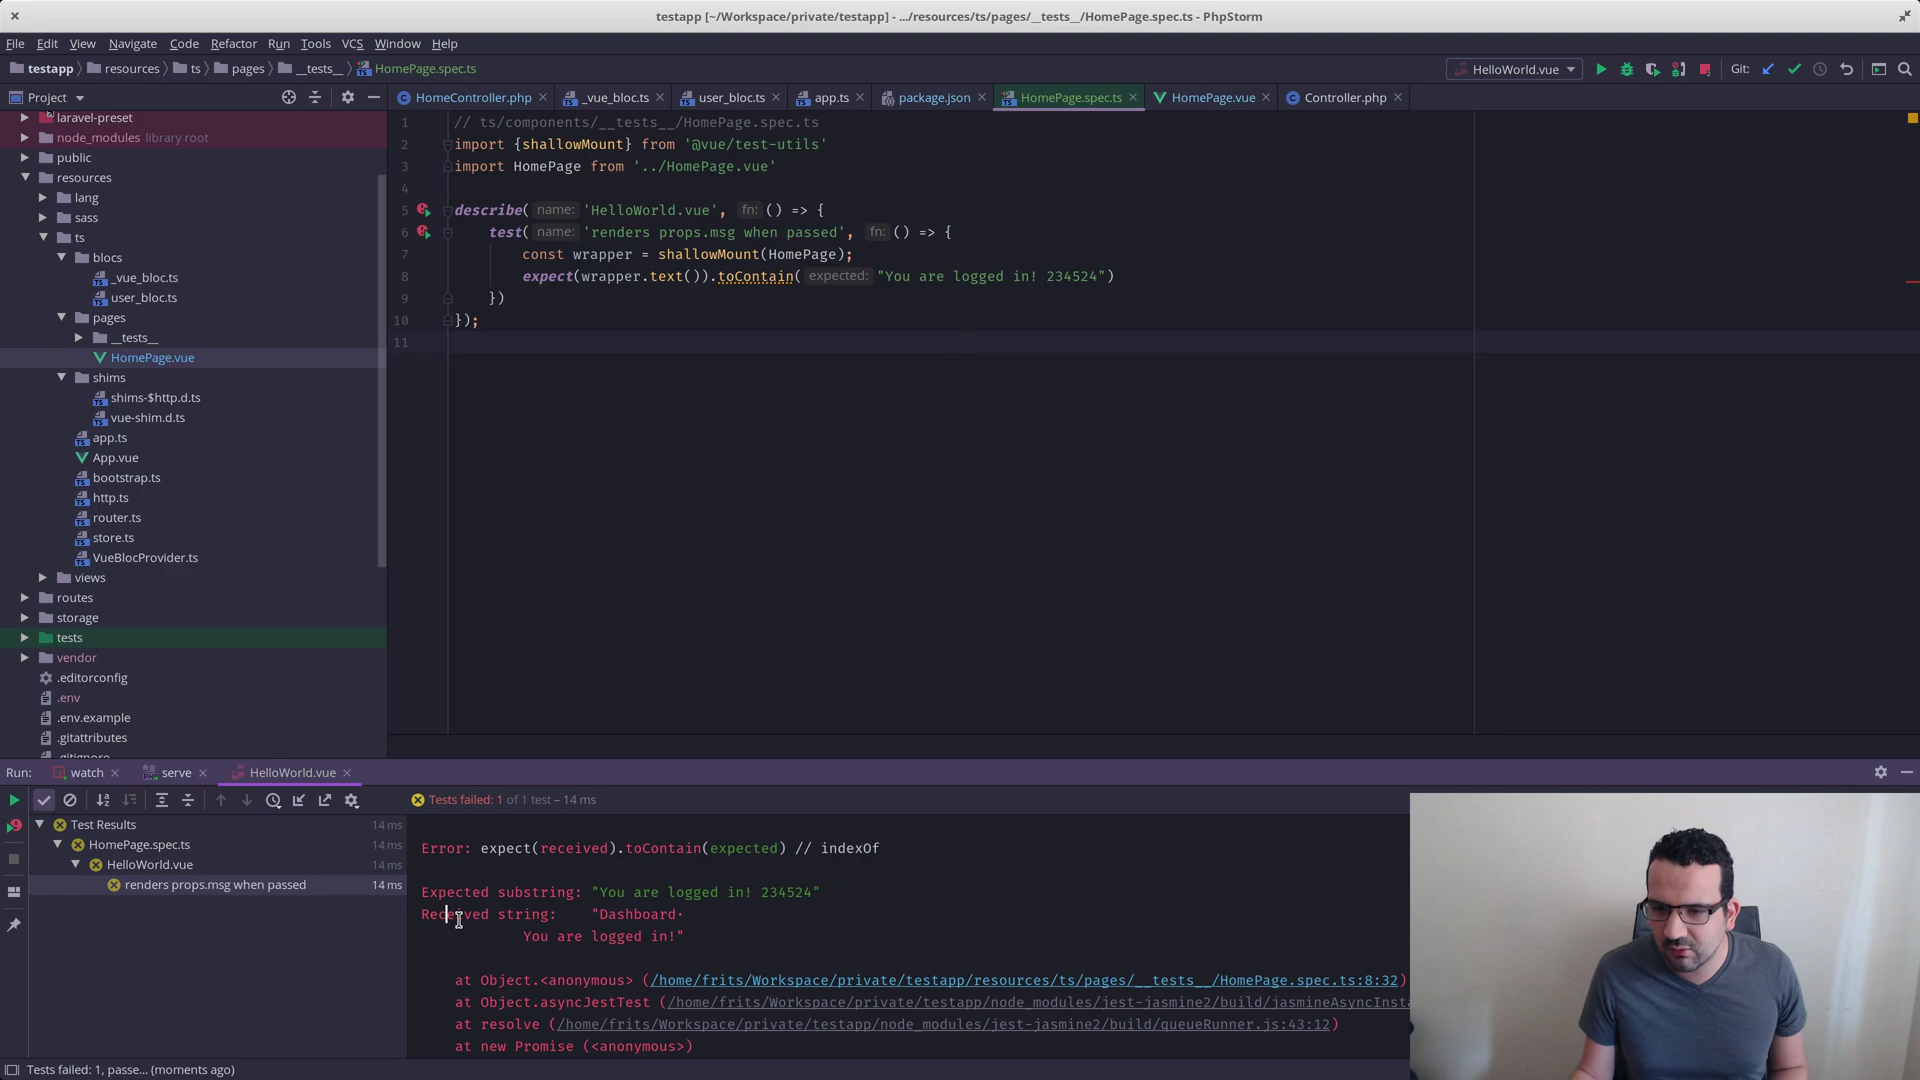 testapp [~/Workspace/private/testapp] - .../resources/ts/pages/__tests__/HomePage.spec.ts - PhpStorm
File Edit View Navigate Code Refactor Run Tools VCS Window Help
testapp resources ts pages __tests__ HomePage.spec.ts HelloWorld.vue Git:
Project HomeController.php _vue_bloc.ts user_bloc.ts app.ts package.json HomePage.spec.ts HomePage.vue Controller.php
laravel-preset
node_modules library root
public
resources
lang
sass
ts
blocs
_vue_bloc.ts
user_bloc.ts
pages
__tests__
HomePage.vue
shims
shims-$http.d.ts
vue-shim.d.ts
app.ts
App.vue
bootstrap.ts
http.ts
router.ts
store.ts
VueBlocProvider.ts
views
routes
storage
tests
vendor
.editorconfig
.env
.env.example
.gitattributes
.gitignore
1 // ts/components/__tests__/HomePage.spec.ts
2 import {shallowMount} from '@vue/test-utils'
3 import HomePage from '../HomePage.vue'
4
5 describe( name: 'HelloWorld.vue', fn: () => {
6 test( name: 'renders props.msg when passed', fn: () => {
7 const wrapper = shallowMount(HomePage);
8 expect(wrapper.text()).toContain( expected: "You are logged in! 234524")
9 })
10 });
11
Run: watch serve HelloWorld.vue
Tests failed: 1 of 1 test – 14 ms
Test Results 14 ms
HomePage.spec.ts 14 ms
HelloWorld.vue 14 ms
renders props.msg when passed 14 ms
Error: expect(received).toContain(expected) // indexOf
Expected substring: "You are logged in! 234524"
Received string: "Dashboard·
You are logged in!"
at Object.<anonymous> (/home/frits/Workspace/private/testapp/resources/ts/pages/__tests__/HomePage.spec.ts:8:32)
at Object.asyncJestTest (/home/frits/Workspace/private/testapp/node_modules/jest-jasmine2/build/jasmineAsyncInsta
at resolve (/home/frits/Workspace/private/testapp/node_modules/jest-jasmine2/build/queueRunner.js:43:12)
at new Promise (<anonymous>)
Tests failed: 1, passe... (moments ago)